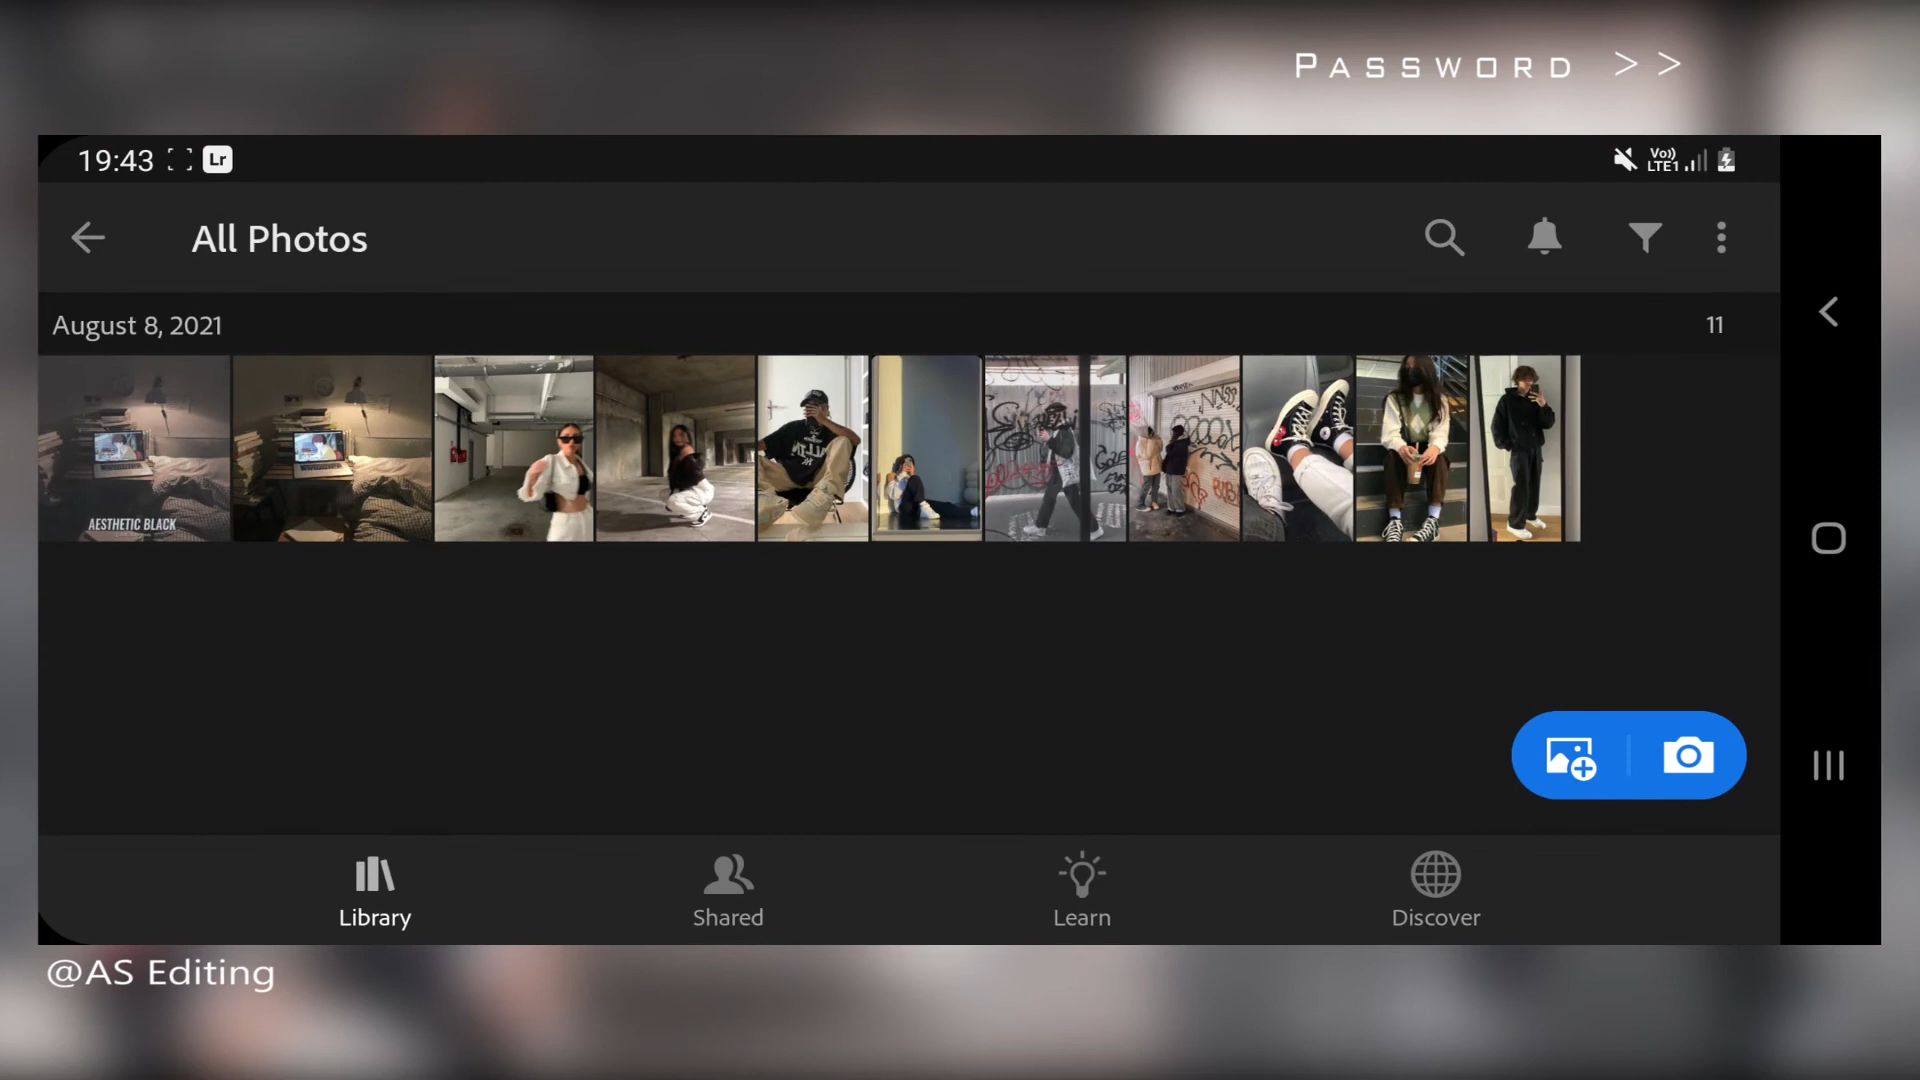 PASSWORD >>
19:43 Lr Vo)) LTE1
All Photos
August 8, 2021 11
AESTHETIC BLACK
Library Shared Learn Discover
@AS Editing